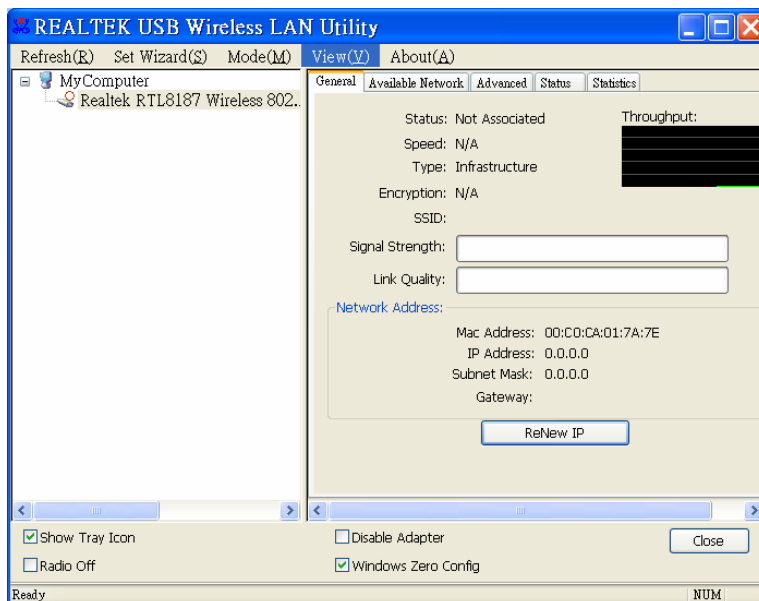 REALTEK USB Wireless LAN Utility
Refresh(R) Set Wizard(S) Mode(M) View(V) About(A)
MyComputer
Realtek RTL8187 Wireless 802..
General Available Network Advanced Status Statistics
Status: Not Associated
Throughput:
Speed: N/A
Type: Infrastructure
Encryption: N/A
SSID:
Signal Strength:
Link Quality:
Network Address:
Mac Address: 00:C0:CA:01:7A:7E
IP Address: 0.0.0.0
Subnet Mask: 0.0.0.0
Gateway:
ReNew IP
Show Tray Icon
Disable Adapter
Close
Radio Off
Windows Zero Config
Ready
NUM